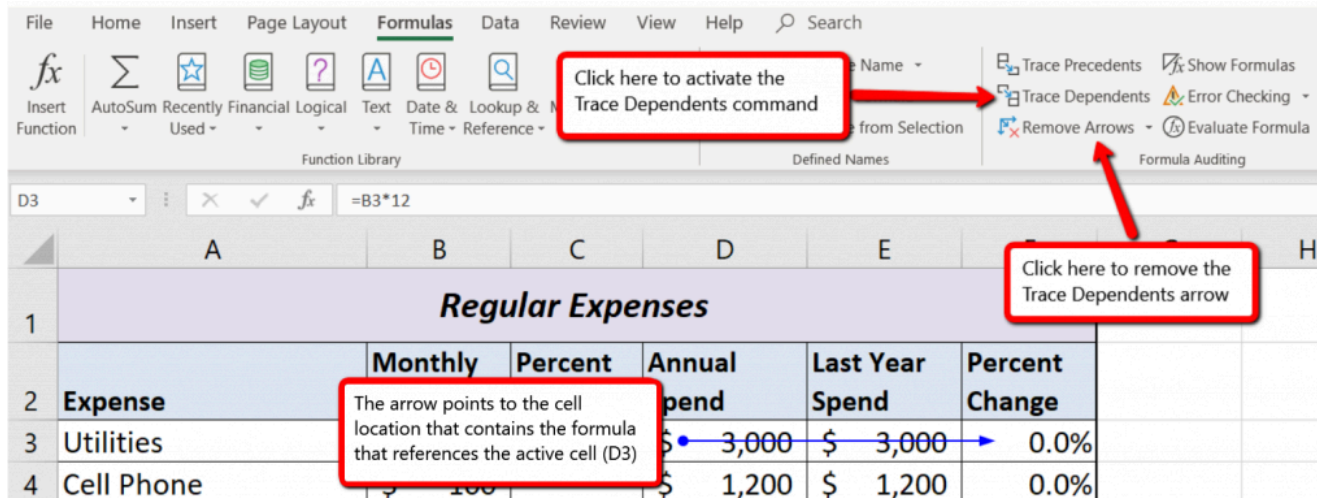 File Home Insert Page Layout Formulas Data Review View Help Search
fx Insert Function
AutoSum
Recently Used
Financial
Logical
Text
Date & Time
Lookup & Reference
Function Library
Click here to activate the
Trace Dependents command
Name
from Selection
Defined Names
Trace Precedents
Trace Dependents
Remove Arrows
Show Formulas
Error Checking
Evaluate Formula
Formula Auditing
D3 fx =B3*12
A B C D E H
Click here to remove the
Trace Dependents arrow
1 Regular Expenses
Monthly Percent Annual Last Year Percent
2 Expense Spend Change
The arrow points to the cell
location that contains the formula
that references the active cell (D3)
3 Utilities $ 3,000 $ 3,000 0.0%
4 Cell Phone $ 100 $ 1,200 $ 1,200 0.0%